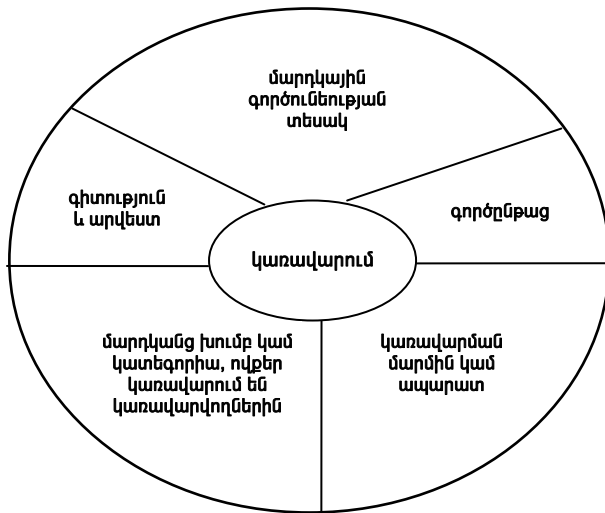 մարդկային
գործունեության
տեսակ
գիտություն
և արվեստ
գործընթաց
կառավարում
մարդկանց խումբ կամ
կատեգորիա, ովքեր
կառավարում են
կառավարվողներին
կառավարման
մարմին կամ
ապարատ